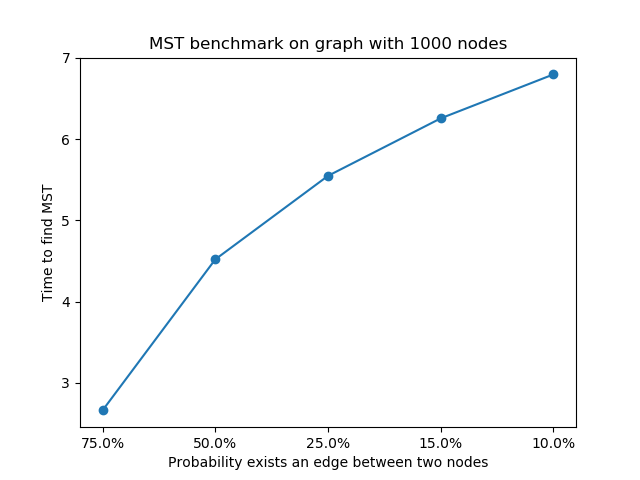 MST benchmark on graph with 1000 nodes
7
6
5
4
3
Time to find MST
75.0% 50.0% 25.0% 15.0% 10.0%
Probability exists an edge between two nodes